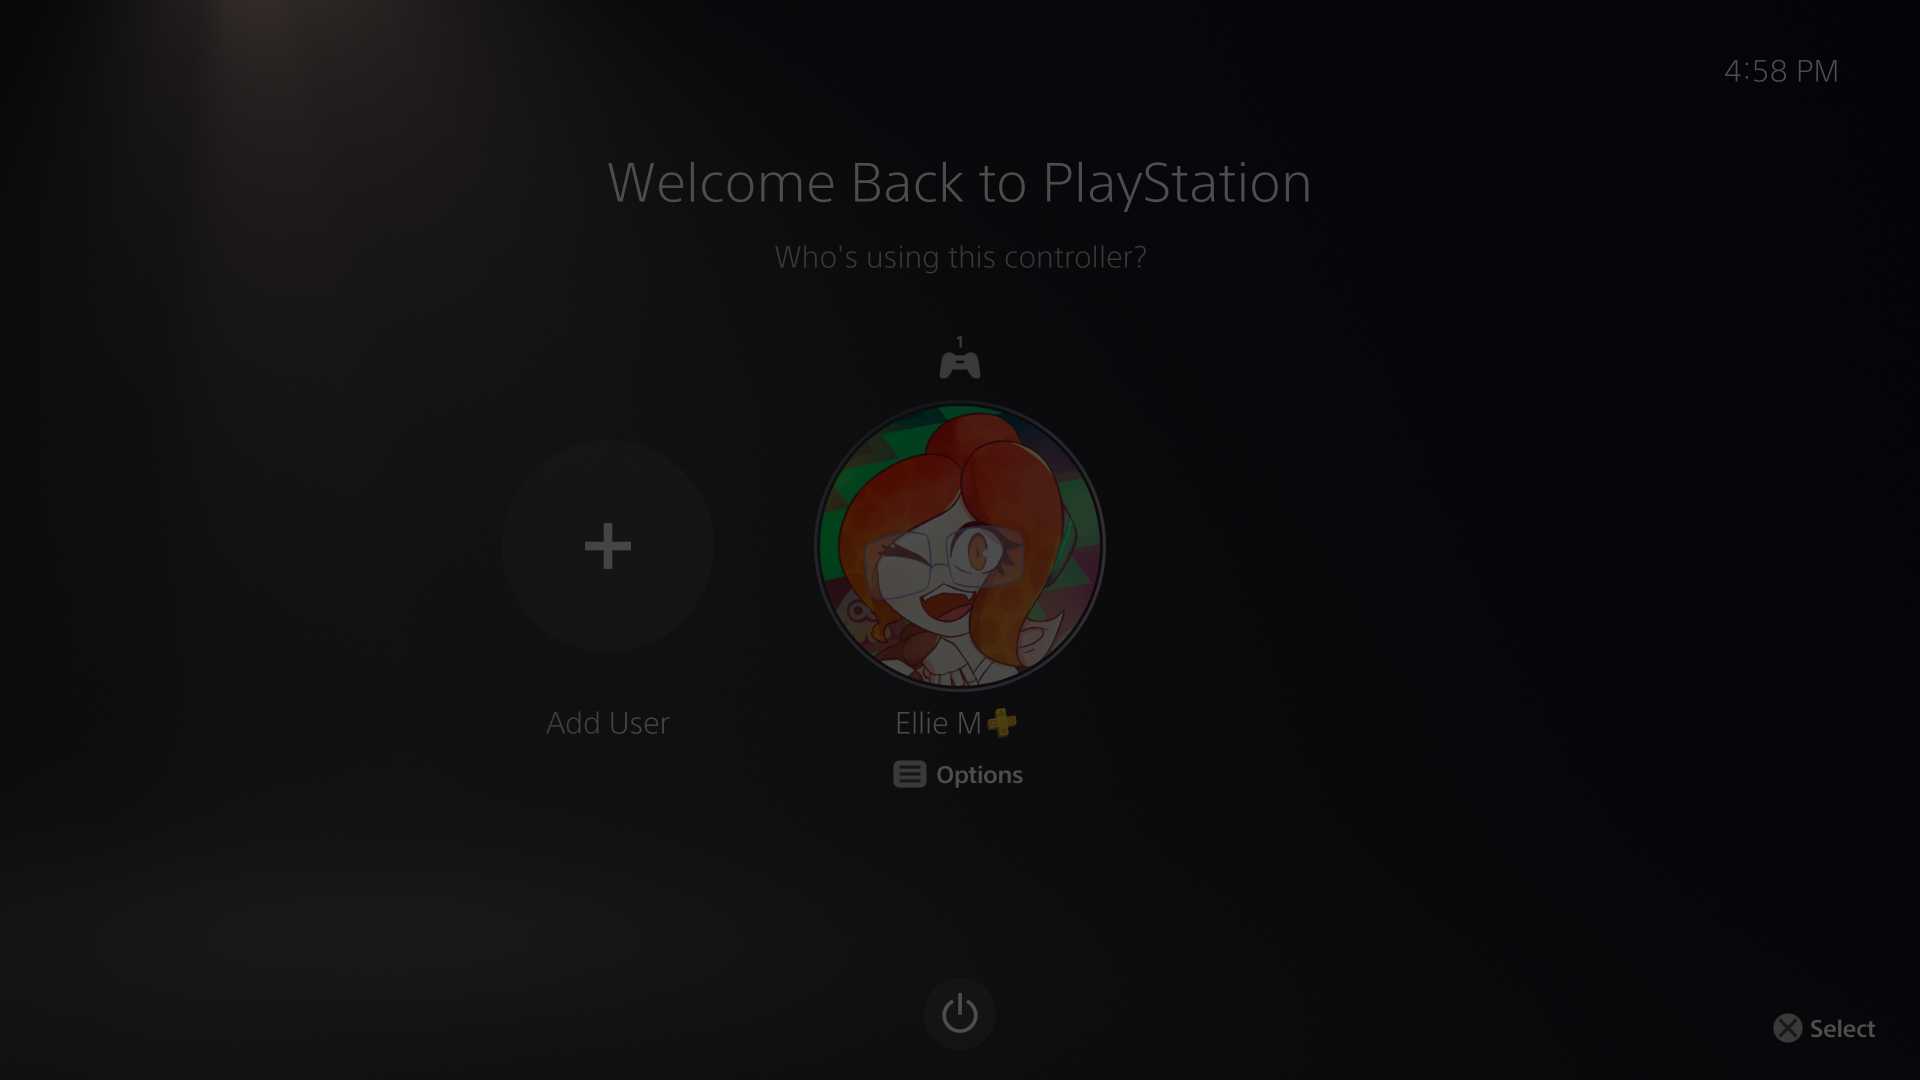 4:58 PM
Welcome Back to PlayStation
Who's using this controller?
1
Add User
Ellie M
Options
Select